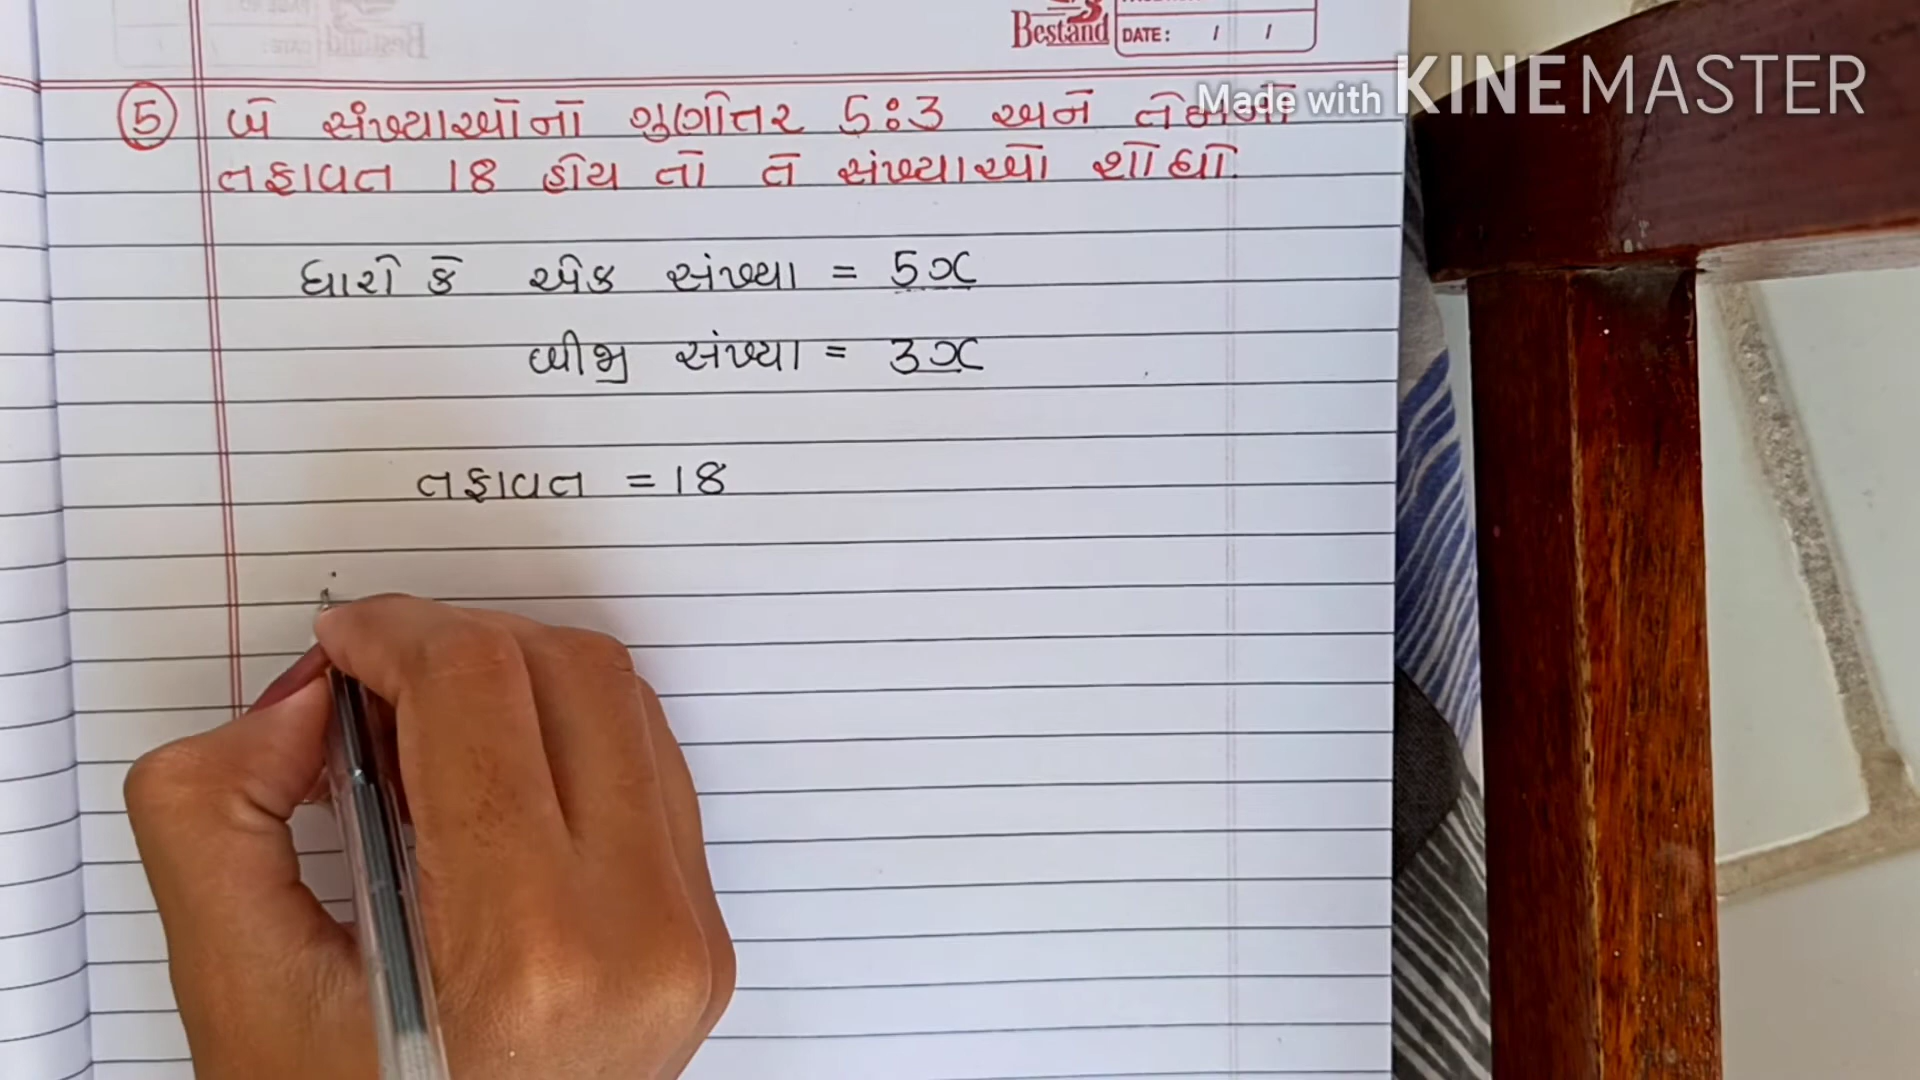 Bestand
DATE: / /
Made with KINEMASTER
5 બે સંખ્યાઓનો ગુણોત્તર 5:3 અને તેમનો
તફાવત 18 હોય તો તે સંખ્યાઓ શોધો.
ધારો કે એક સંખ્યા = 5x
બીજી સંખ્યા = 3x
તફાવત = 18